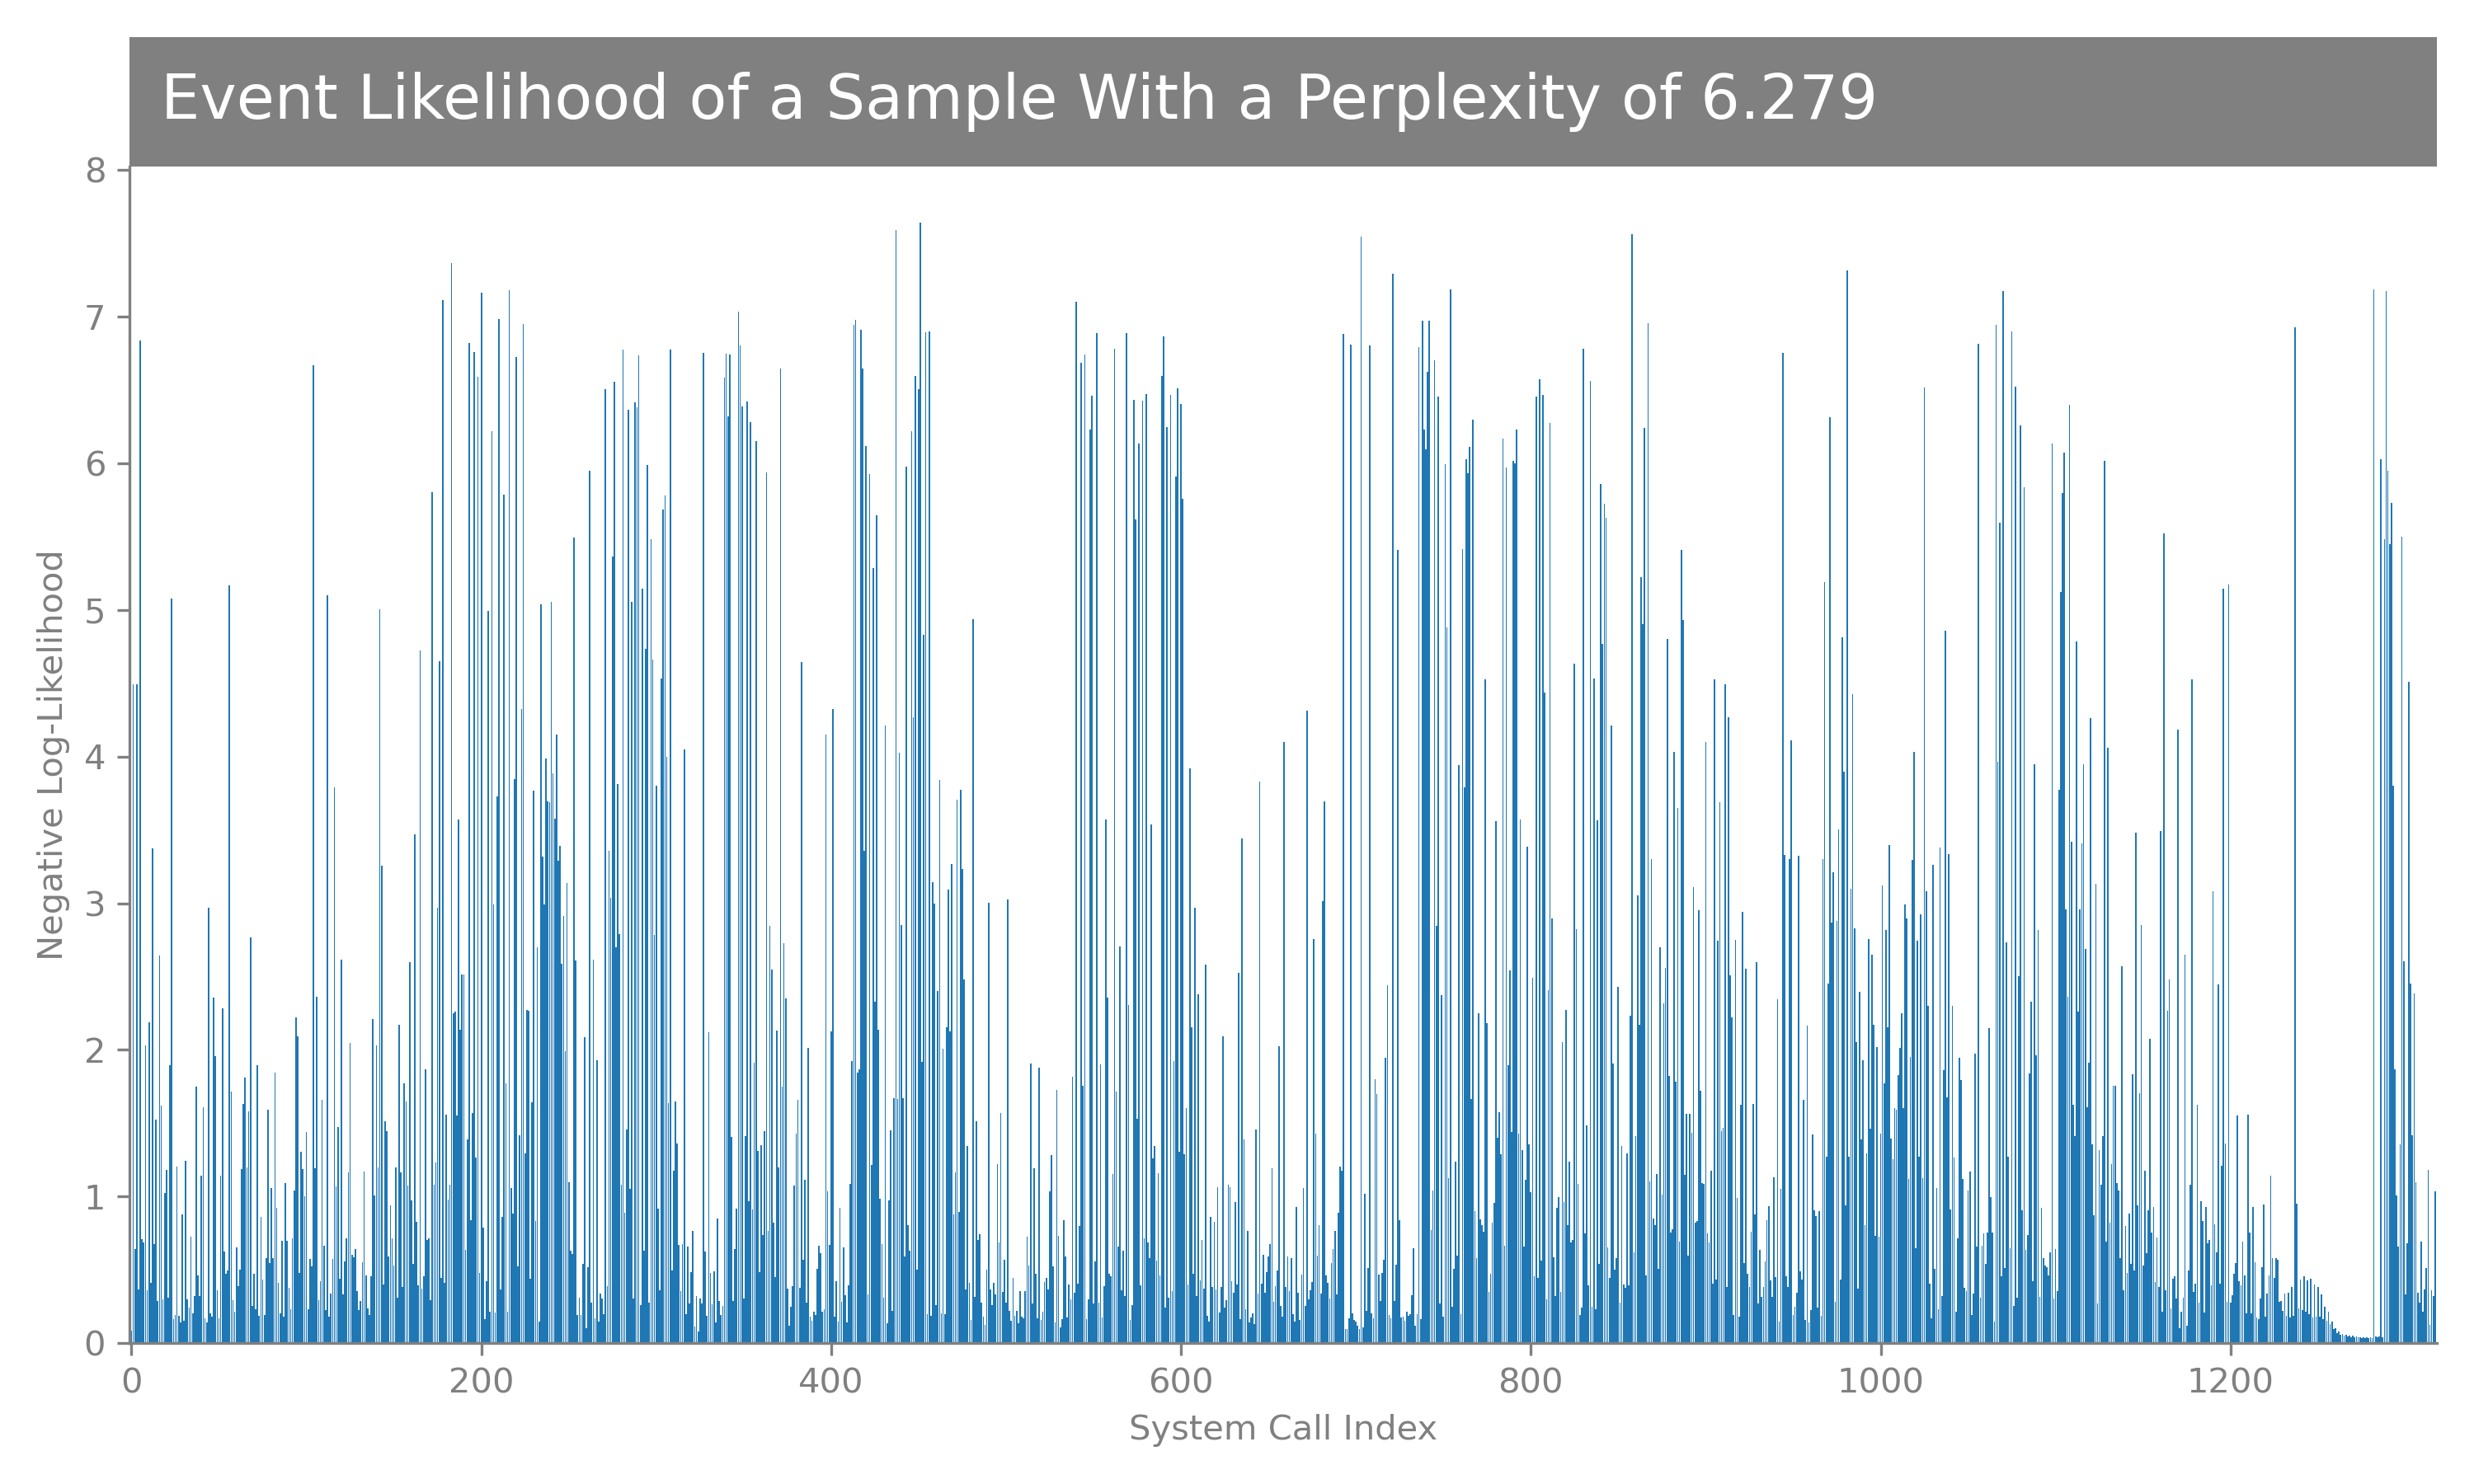 Event Likelihood of a Sample With a Perplexity of 6.279
8
7
6
5
4
3
2
1
0
Negative Log-Likelihood
0 200 400 600 800 1000 1200
System Call Index